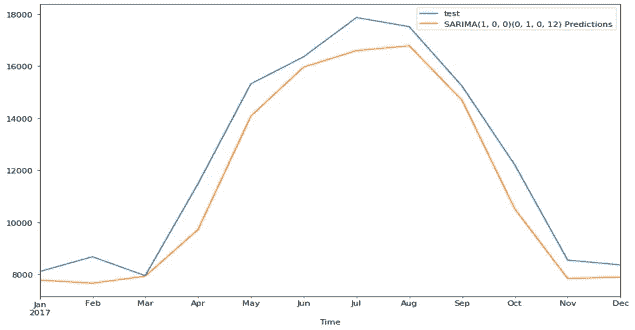 test
SARIMA(1, 0, 0)(0, 1, 0, 12) Predictions
18000
16000
14000
12000
10000
8000
Jan Feb Mar Apr May Jun Jul Aug Sep Oct Nov Dec
2017
Time